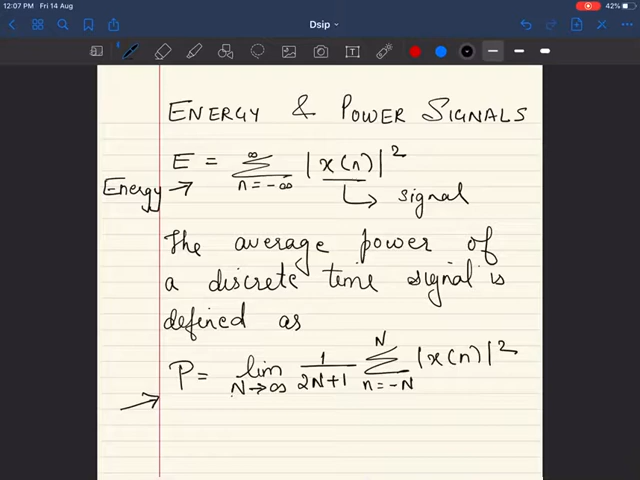 12:07 PM Fri 14 Aug
42%
Dsip
ENERGY & POWER SIGNALS
E = ∑ n=-∞ ∞ |x(n)|²
Energy → signal
The average power of
a discrete time signal is
defined as
P = lim N→∞ 1/2N+1 ∑ n=-N N |x(n)|²